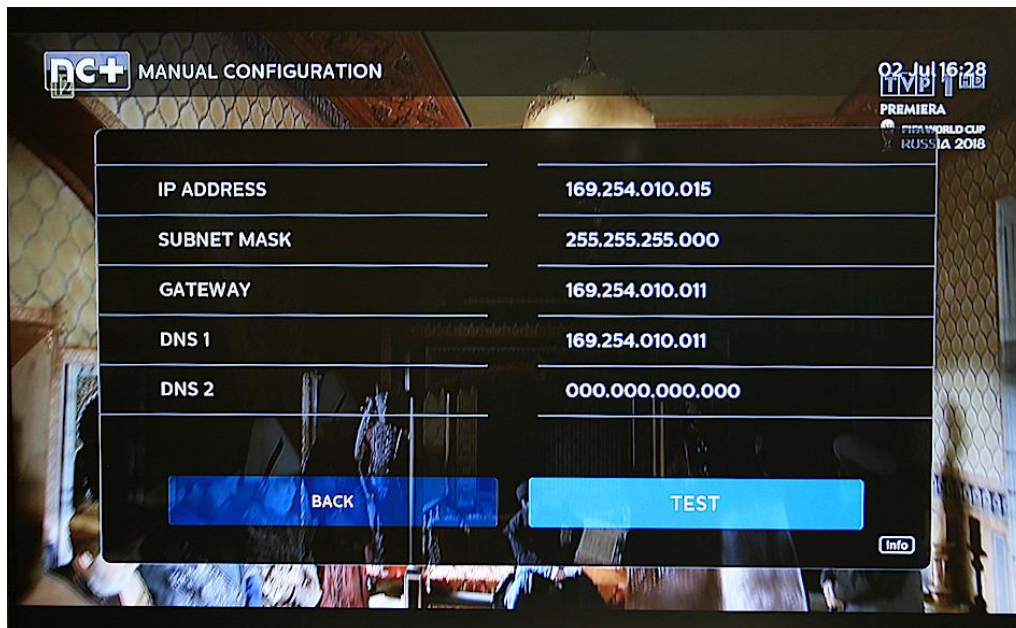 nc+ MANUAL CONFIGURATION
12
02 Jul 16:28
TVP 1 HD
PREMIERA
FIFA WORLD CUP
RUSSIA 2018
IP ADDRESS 169.254.010.015
SUBNET MASK 255.255.255.000
GATEWAY 169.254.010.011
DNS 1 169.254.010.011
DNS 2 000.000.000.000
BACK TEST
Info